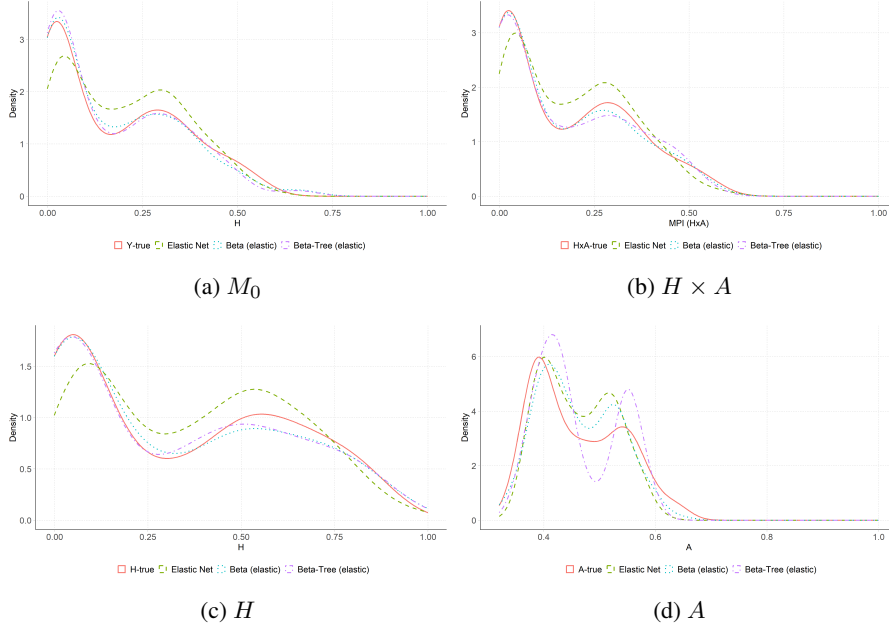 3
2
1
0
Density
0.00 0.25 0.50 0.75 1.00
H
Y-true Elastic Net Beta (elastic) Beta-Tree (elastic)
(a) M0
3
2
1
0
Density
0.00 0.25 0.50 0.75 1.00
MPI (HxA)
HxA-true Elastic Net Beta (elastic) Beta-Tree (elastic)
(b) H × A
1.5
1.0
0.5
0.0
Density
0.00 0.25 0.50 0.75 1.00
H
H-true Elastic Net Beta (elastic) Beta-Tree (elastic)
(c) H
6
4
2
0
Density
0.4 0.6 0.8 1.0
A
A-true Elastic Net Beta (elastic) Beta-Tree (elastic)
(d) A